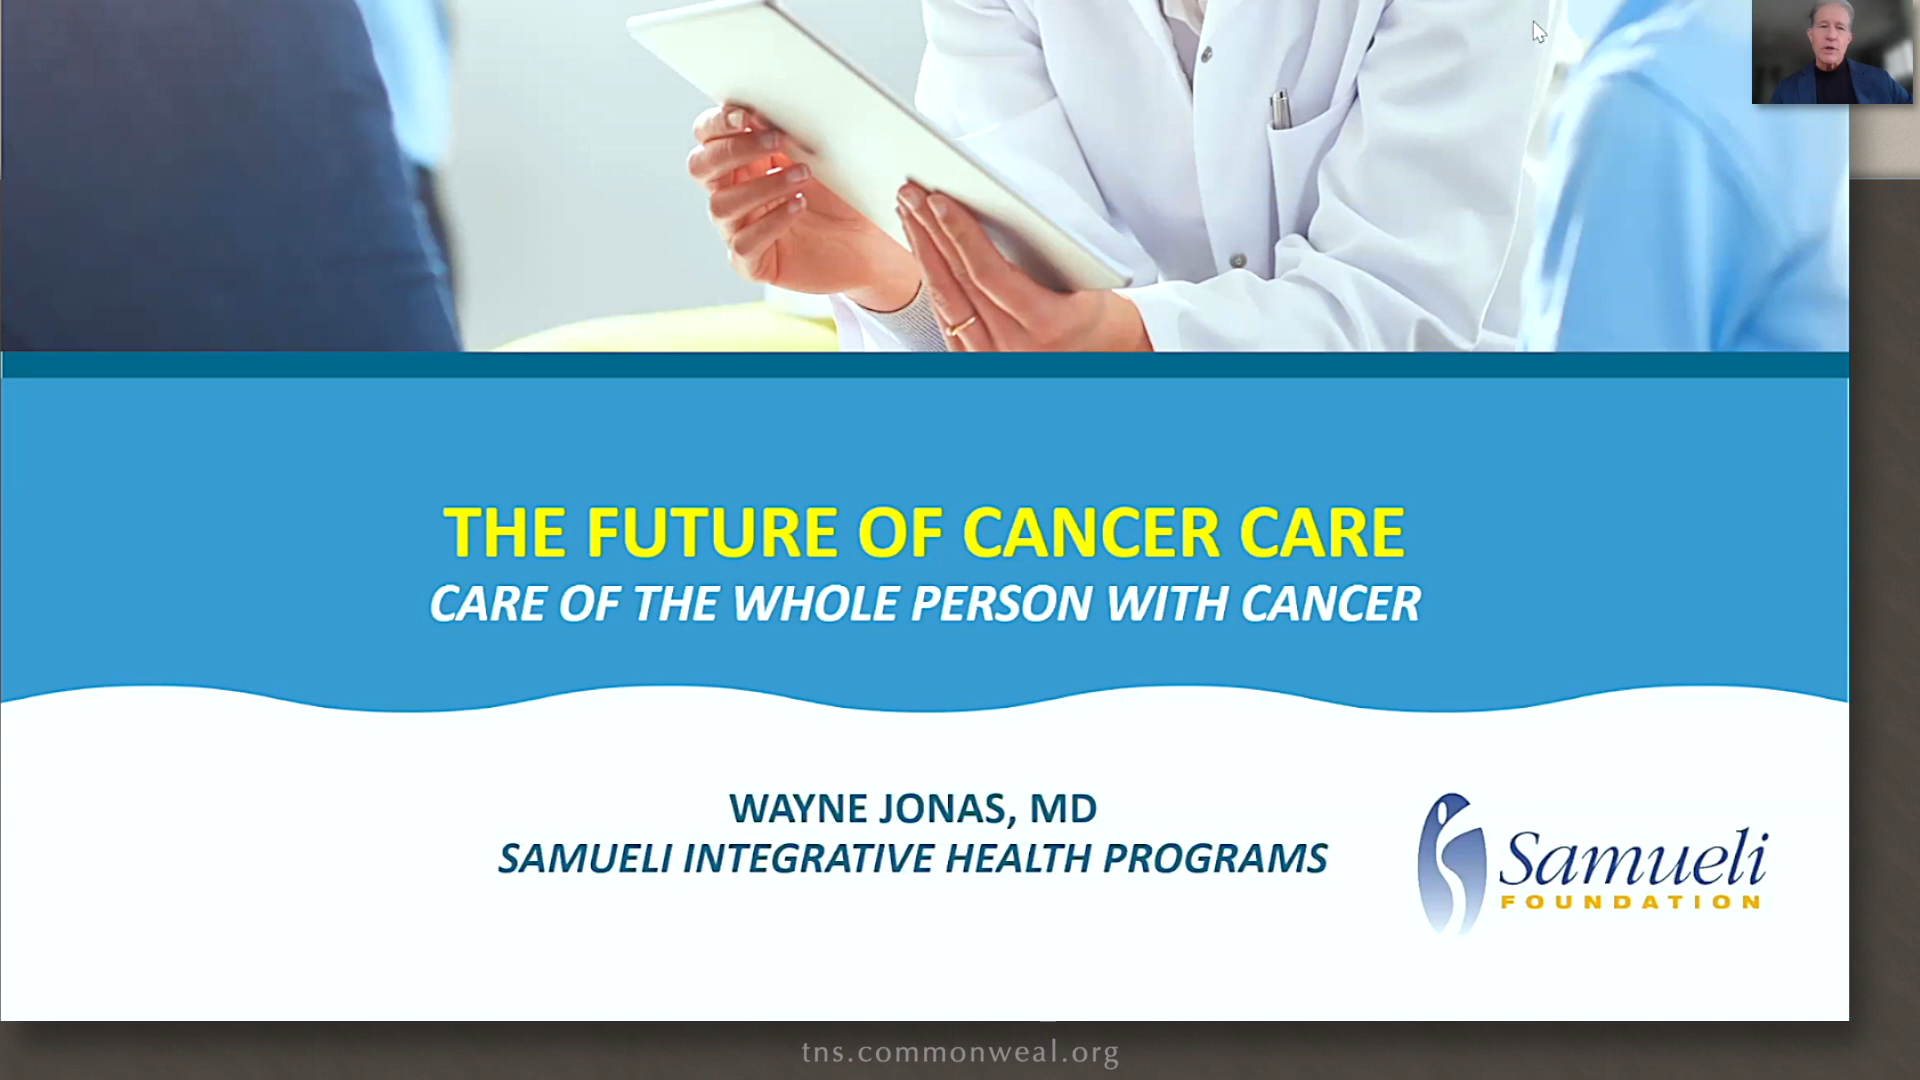 THE FUTURE OF CANCER CARE
CARE OF THE WHOLE PERSON WITH CANCER
WAYNE JONAS, MD
SAMUELI INTEGRATIVE HEALTH PROGRAMS
Samueli
FOUNDATION
tns.commonweal.org